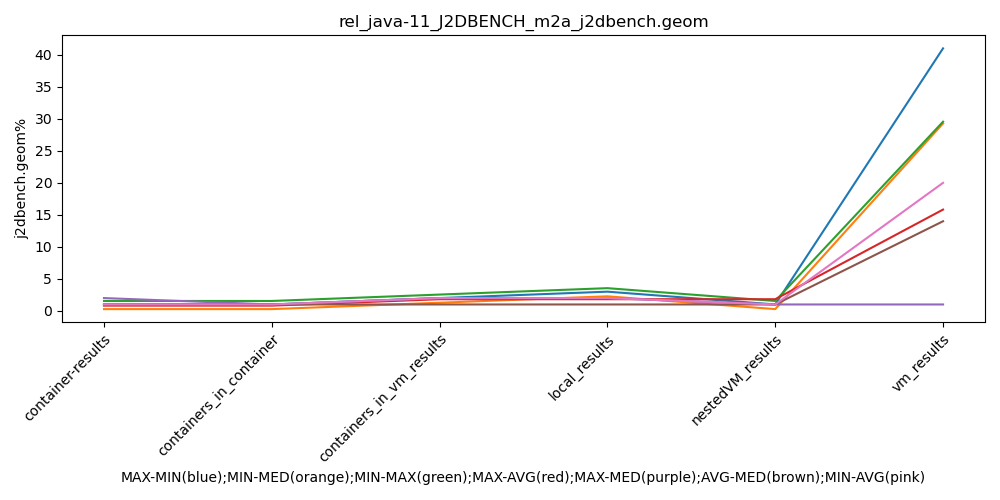 rel_java-11_J2DBENCH_m2a_j2dbench.geom
j2dbench.geom%
40
35
30
25
20
15
10
5
0
container-results
containers_in_container
containers_in_vm_results
local_results
nestedVM_results
vm_results
MAX-MIN(blue);MIN-MED(orange);MIN-MAX(green);MAX-AVG(red);MAX-MED(purple);AVG-MED(brown);MIN-AVG(pink)